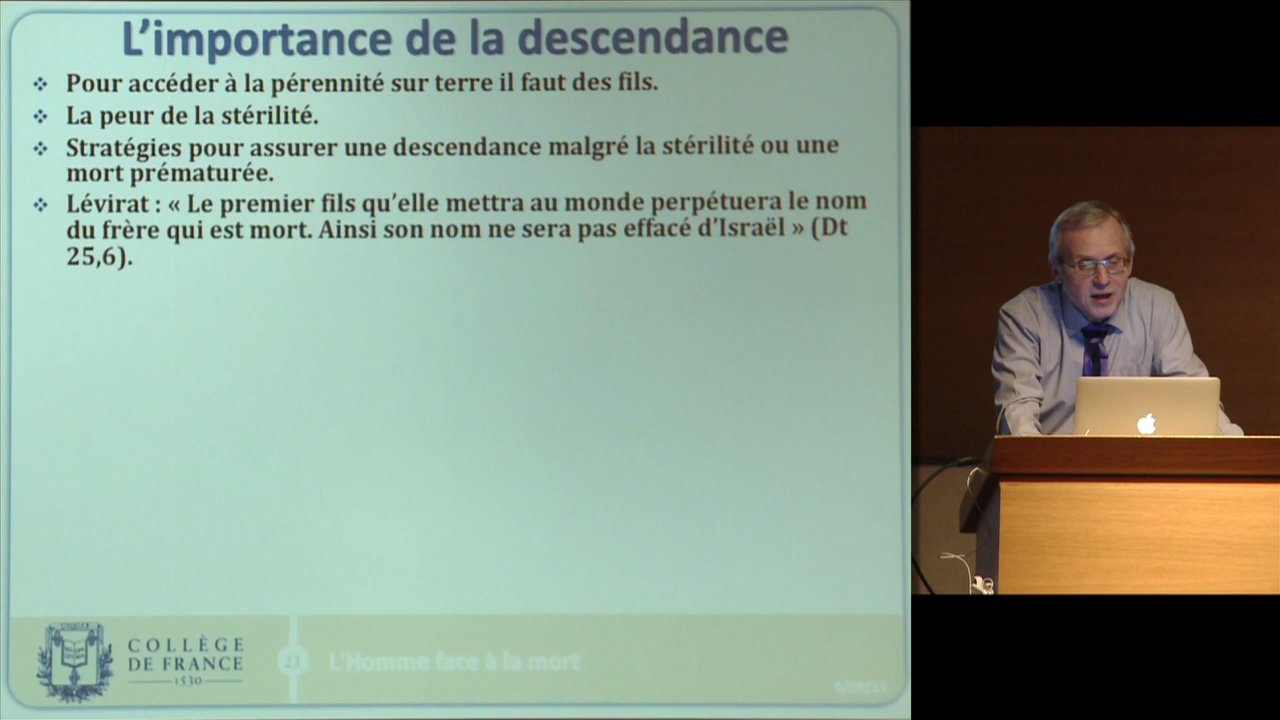 L’importance de la descendance
❖ Pour accéder à la pérennité sur terre il faut des fils.
❖ La peur de la stérilité.
❖ Stratégies pour assurer une descendance malgré la stérilité ou une
mort prématurée.
❖ Lévirat : « Le premier fils qu’elle mettra au monde perpétuera le nom
du frère qui est mort. Ainsi son nom ne sera pas effacé d’Israël » (Dt
25,6).
COLLÈGE
DE FRANCE
1530
23
L'Homme face à la mort